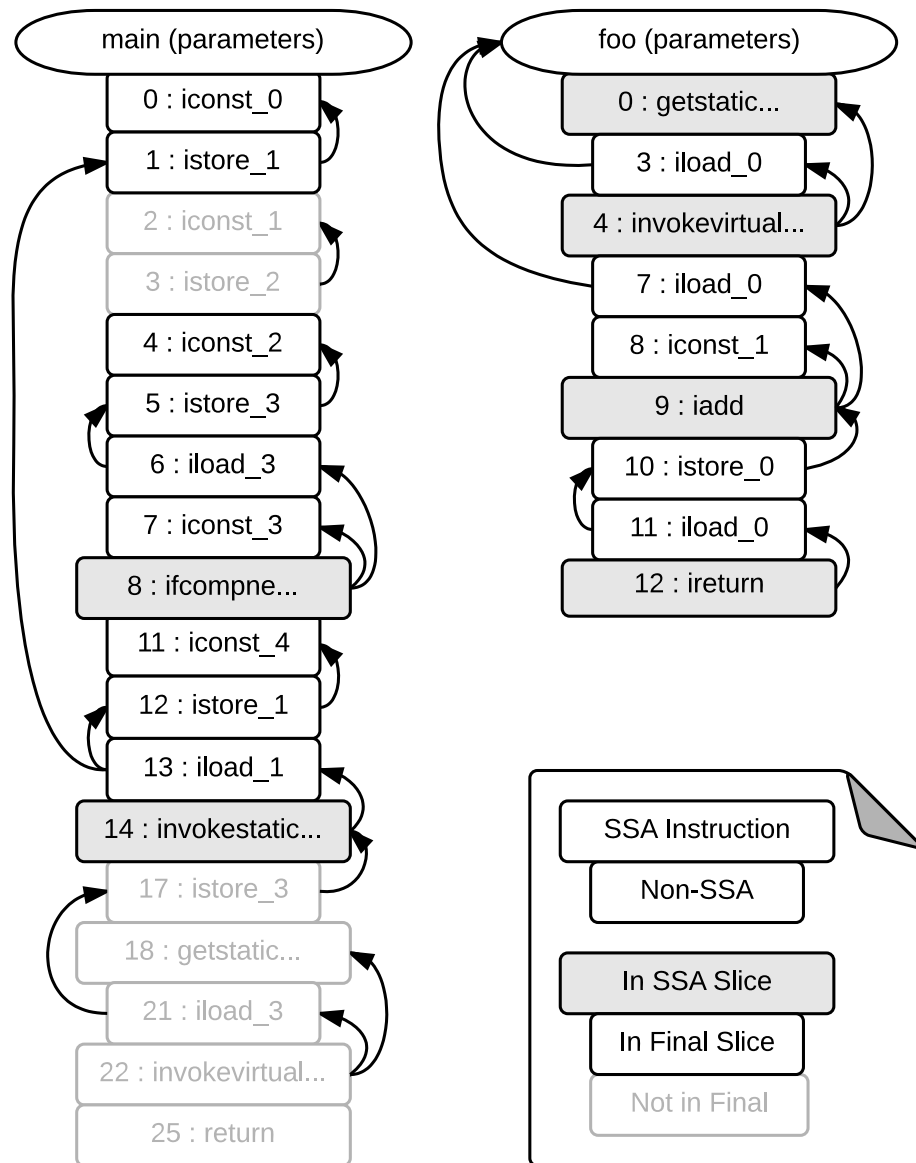 main (parameters)
0 : iconst_0
1 : istore_1
2 : iconst_1
3 : istore_2
4 : iconst_2
5 : istore_3
6 : iload_3
7 : iconst_3
8 : ifcompne...
11 : iconst_4
12 : istore_1
13 : iload_1
14 : invokestatic...
17 : istore_3
18 : getstatic...
21 : iload_3
22 : invokevirtual...
25 : return
foo (parameters)
0 : getstatic...
3 : iload_0
4 : invokevirtual...
7 : iload_0
8 : iconst_1
9 : iadd
10 : istore_0
11 : iload_0
12 : ireturn
SSA Instruction
Non-SSA
In SSA Slice
In Final Slice
Not in Final